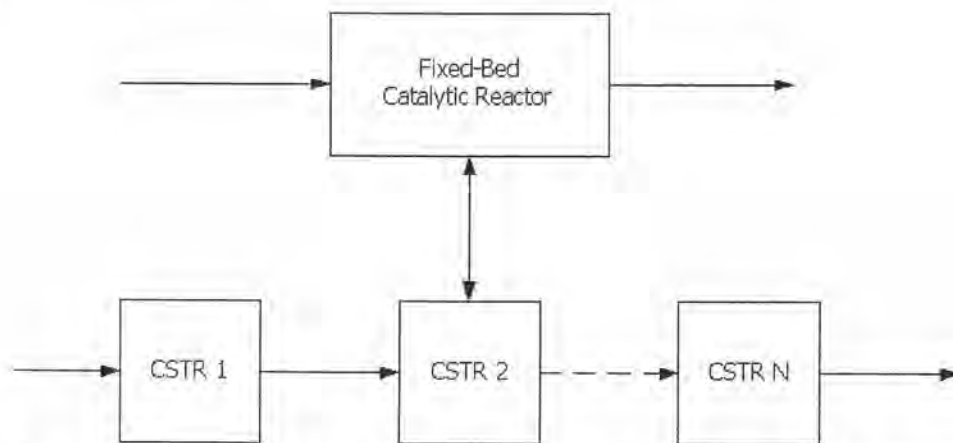 Fixed-Bed
Catalytic Reactor
CSTR 1
CSTR 2
CSTR N